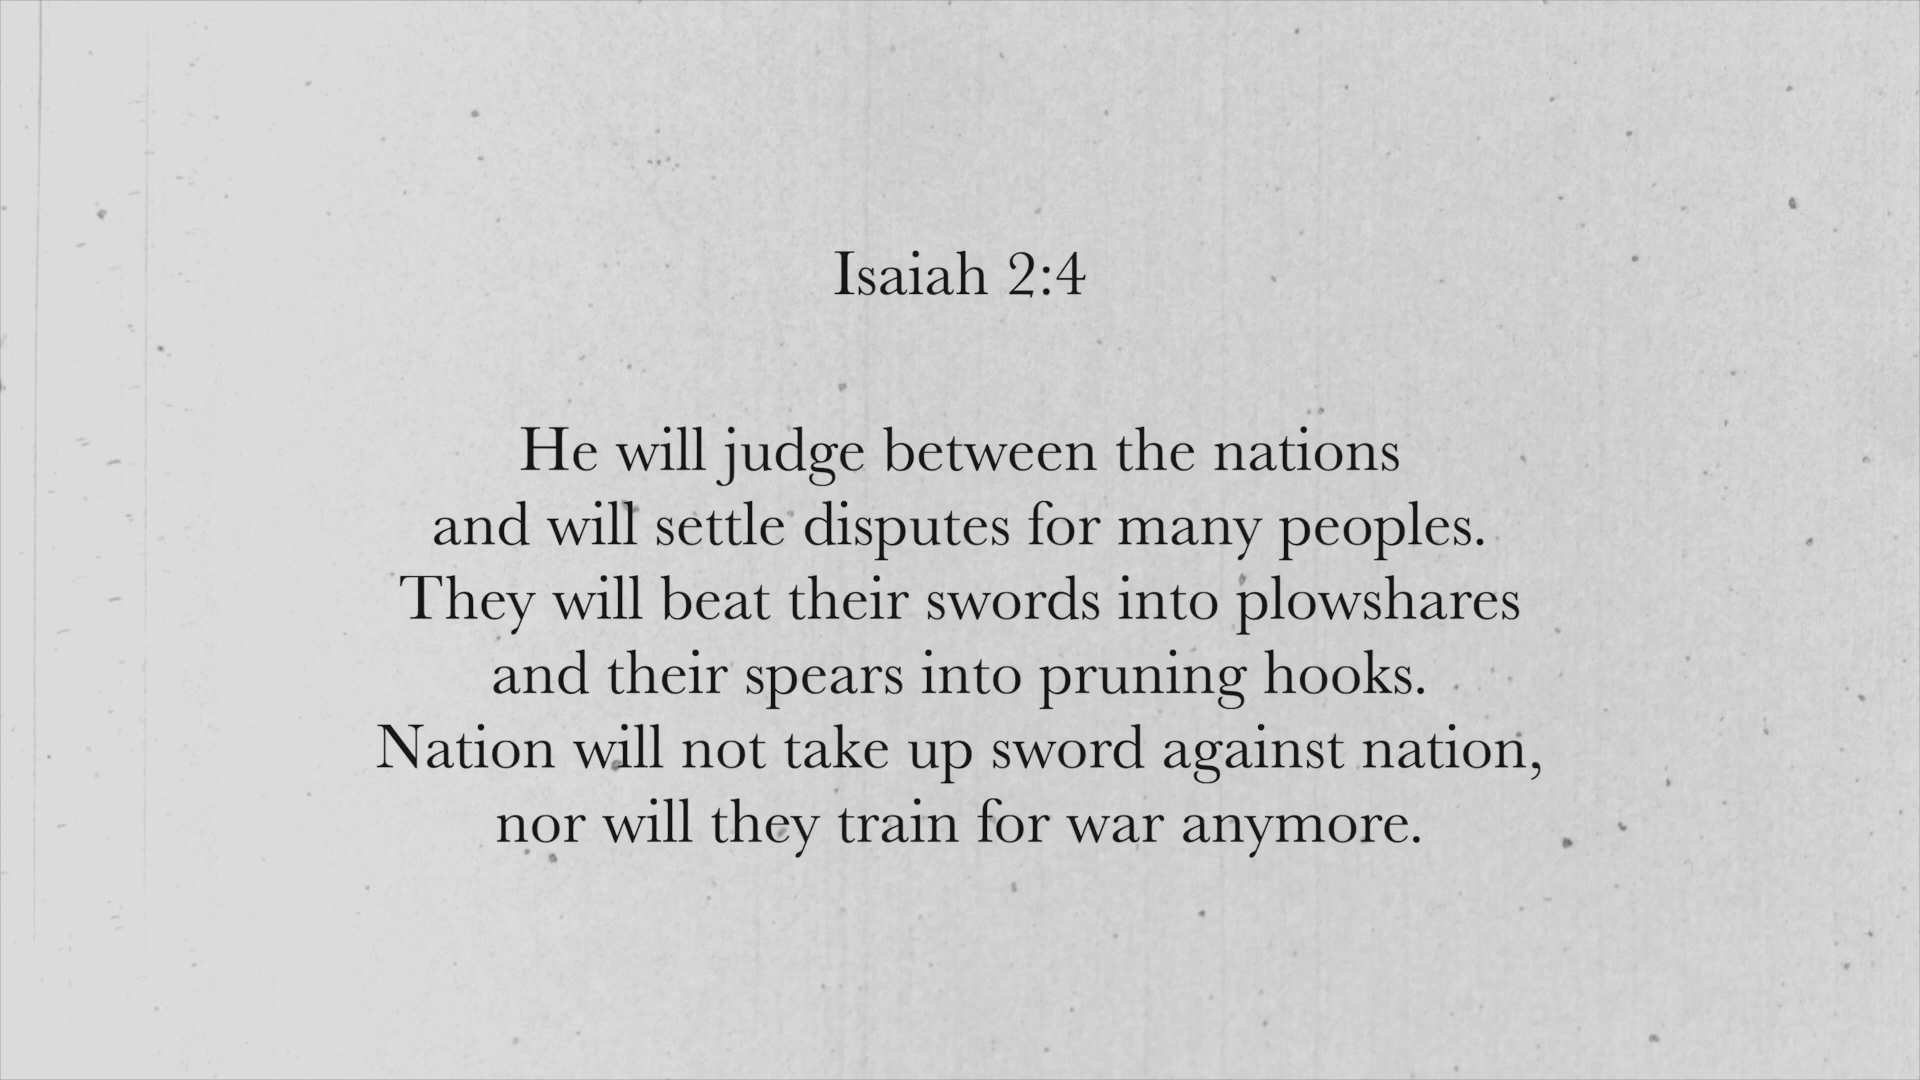 Isaiah 2:4
He will judge between the nations
and will settle disputes for many peoples.
They will beat their swords into plowshares
and their spears into pruning hooks.
Nation will not take up sword against nation,
nor will they train for war anymore.